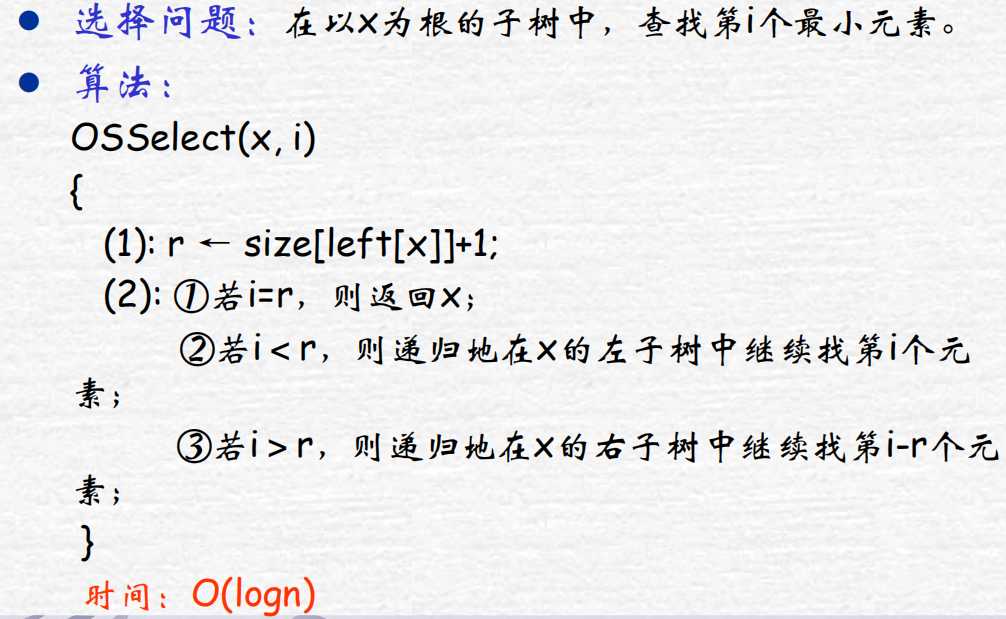 ● 选择问题：在以x为根的子树中，查找第i个最小元素。
● 算法：
OSSelect(x, i)
{
(1): r ← size[left[x]]+1;
(2): ①若i=r，则返回x；
②若i < r，则递归地在x的左子树中继续找第i个元
素；
③若i > r，则递归地在x的右子树中继续找第i-r个元
素；
}
时间：O(logn)